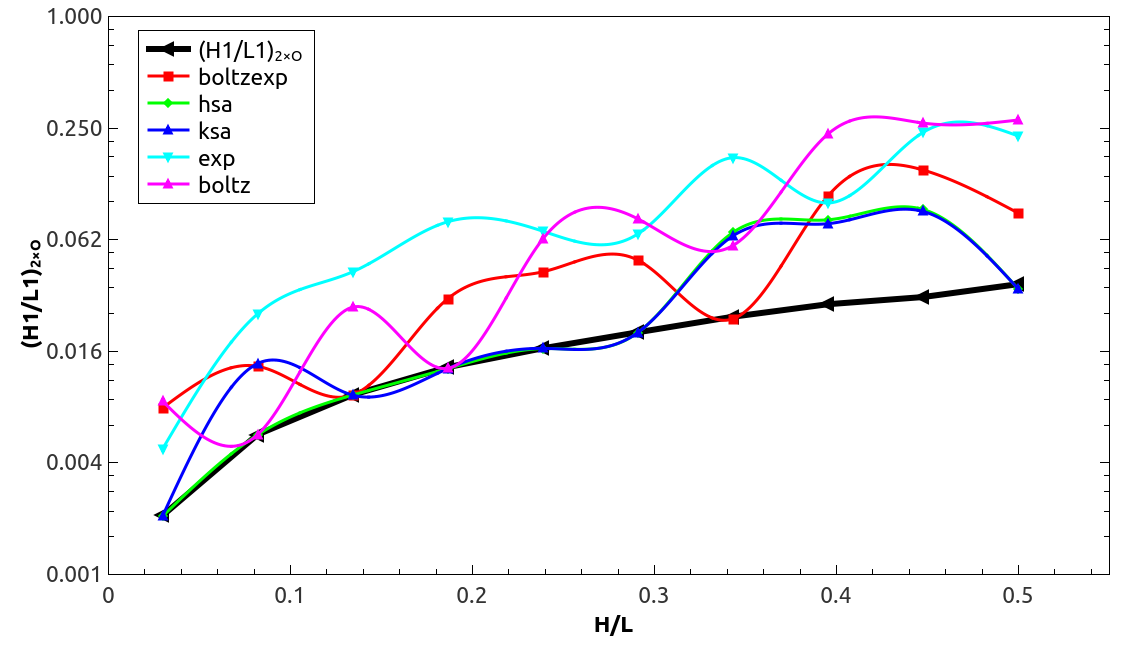 1.000
0.250
0.062
0.016
0.004
0.001
(H1/L1)₂ₓO
(H1/L1)₂ₓO
boltzexp
hsa
ksa
exp
boltz
0 0.1 0.2 0.3 0.4 0.5
H/L